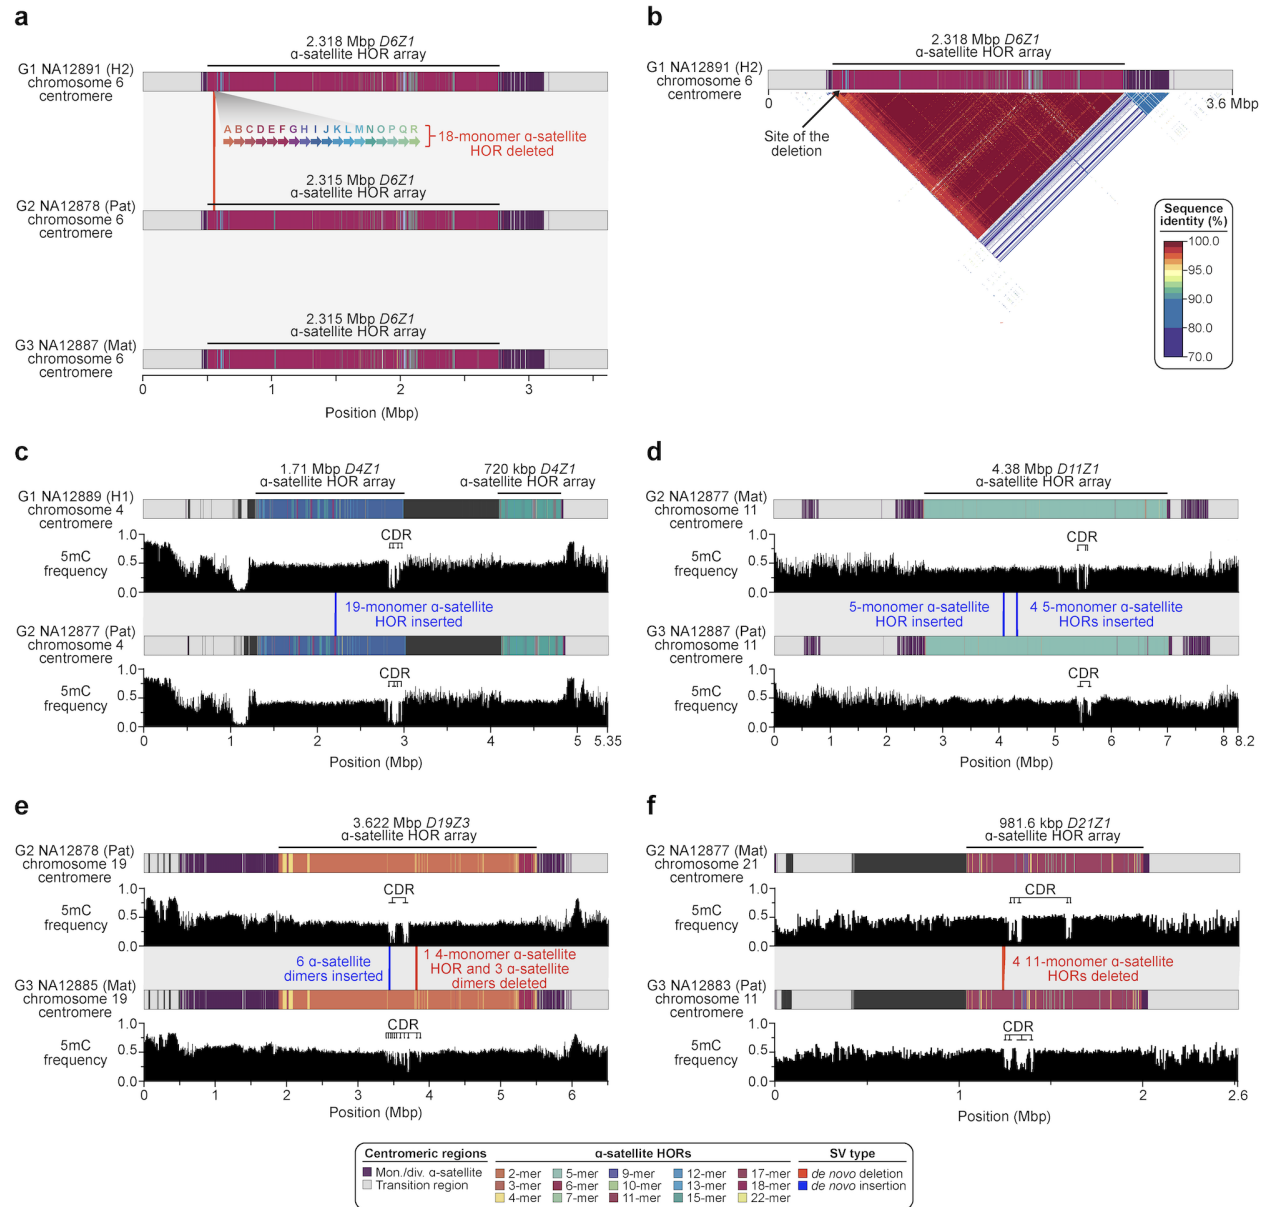 a
2.318 Mbp D6Z1
α-satellite HOR array
G1 NA12891 (H2)
chromosome 6
centromere
A B C D E F G H I J K L M N O P Q R
18-monomer α-satellite
HOR deleted
2.315 Mbp D6Z1
α-satellite HOR array
G2 NA12878 (Pat)
chromosome 6
centromere
2.315 Mbp D6Z1
α-satellite HOR array
G3 NA12887 (Mat)
chromosome 6
centromere
0 1 2 3
Position (Mbp)
b
2.318 Mbp D6Z1
α-satellite HOR array
G1 NA12891 (H2)
chromosome 6
centromere
0 3.6 Mbp
Site of the
deletion
Sequence
identity (%)
100.0
95.0
90.0
80.0
70.0
c
1.71 Mbp D4Z1
α-satellite HOR array
720 kbp D4Z1
α-satellite HOR array
G1 NA12889 (H1)
chromosome 4
centromere
CDR
1.0
0.5
0.0
5mC
frequency
19-monomer α-satellite
HOR inserted
G2 NA12877 (Pat)
chromosome 4
centromere
CDR
1.0
0.5
0.0
5mC
frequency
0 1 2 3 4 5 5.35
Position (Mbp)
d
4.38 Mbp D11Z1
α-satellite HOR array
G2 NA12877 (Mat)
chromosome 11
centromere
CDR
1.0
0.5
0.0
5mC
frequency
5-monomer α-satellite
HOR inserted
4 5-monomer α-satellite
HORs inserted
G3 NA12887 (Pat)
chromosome 11
centromere
CDR
1.0
0.5
0.0
5mC
frequency
0 1 2 3 4 5 6 7 8 8.2
Position (Mbp)
e
3.622 Mbp D19Z3
α-satellite HOR array
G2 NA12878 (Pat)
chromosome 19
centromere
CDR
1.0
0.5
0.0
5mC
frequency
6 α-satellite
dimers inserted
1 4-monomer α-satellite
HOR and 3 α-satellite
dimers deleted
G3 NA12885 (Mat)
chromosome 19
centromere
CDR
1.0
0.5
0.0
5mC
frequency
0 1 2 3 4 5 6
Position (Mbp)
f
981.6 kbp D21Z1
α-satellite HOR array
G2 NA12877 (Mat)
chromosome 21
centromere
CDR
1.0
0.5
0.0
5mC
frequency
4 11-monomer α-satellite
HORs deleted
G3 NA12883 (Pat)
chromosome 11
centromere
CDR
1.0
0.5
0.0
5mC
frequency
0 1 2 2.6
Position (Mbp)
Centromeric regions
Mon./div. α-satellite
Transition region
α-satellite HORs
2-mer 5-mer 9-mer 12-mer 17-mer
3-mer 6-mer 10-mer 13-mer 18-mer
4-mer 7-mer 11-mer 15-mer 22-mer
SV type
de novo deletion
de novo insertion